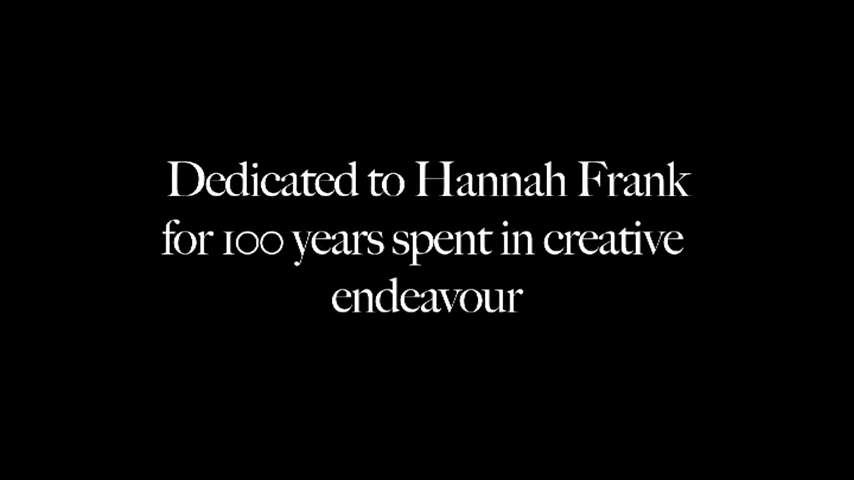 Dedicated to Hannah Frank
for 100 years spent in creative
endeavour